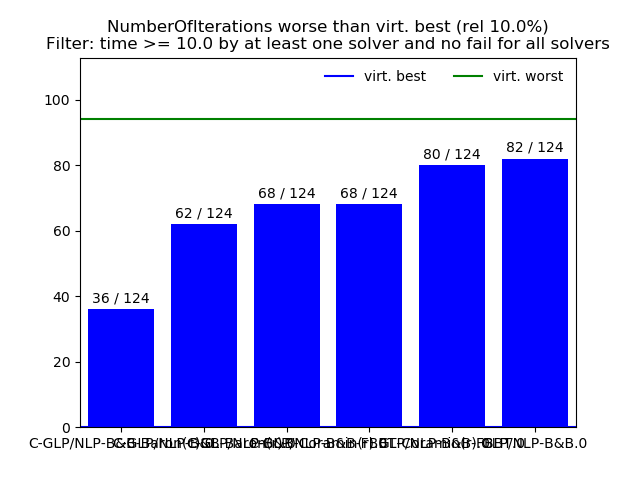 NumberOfIterations worse than virt. best (rel 10.0%)
Filter: time >= 10.0 by at least one solver and no fail for all solvers
virt. best
virt. worst
100
80
60
40
20
0
36 / 124
62 / 124
68 / 124
68 / 124
80 / 124
82 / 124
C-GLP/NLP-B&B